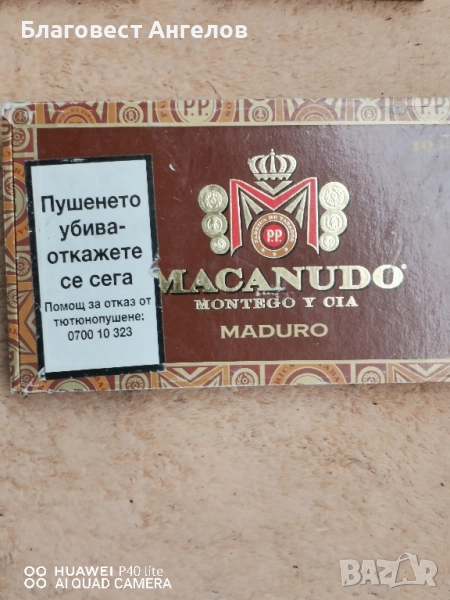 Благовест Ангелов
P.P.
P.P.
Пушенето
убива-
откажете
се сега
Помощ за отказ от
тютюнопушене:
0700 10 323
P.P.
MACANUDO
MONTEGO Y CIA
MADURO
HUAWEI P40 lite
AI QUAD CAMERA
BAZAR